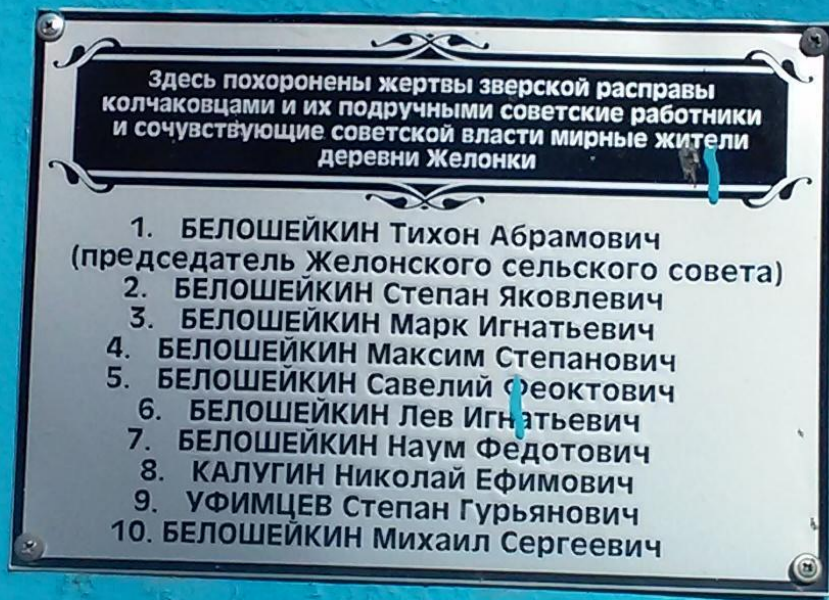 Здесь похоронены жертвы зверской расправы
колчаковцами и их подручными советские работники
и сочувствующие советской власти мирные жители
деревни Желонки
1. БЕЛОШЕЙКИН Тихон Абрамович
(председатель Желонского сельского совета)
2. БЕЛОШЕЙКИН Степан Яковлевич
3. БЕЛОШЕЙКИН Марк Игнатьевич
4. БЕЛОШЕЙКИН Максим Степанович
5. БЕЛОШЕЙКИН Савелий Феоктович
6. БЕЛОШЕЙКИН Лев Игнатьевич
7. БЕЛОШЕЙКИН Наум Федотович
8. КАЛУГИН Николай Ефимович
9. УФИМЦЕВ Степан Гурьянович
10. БЕЛОШЕЙКИН Михаил Сергеевич